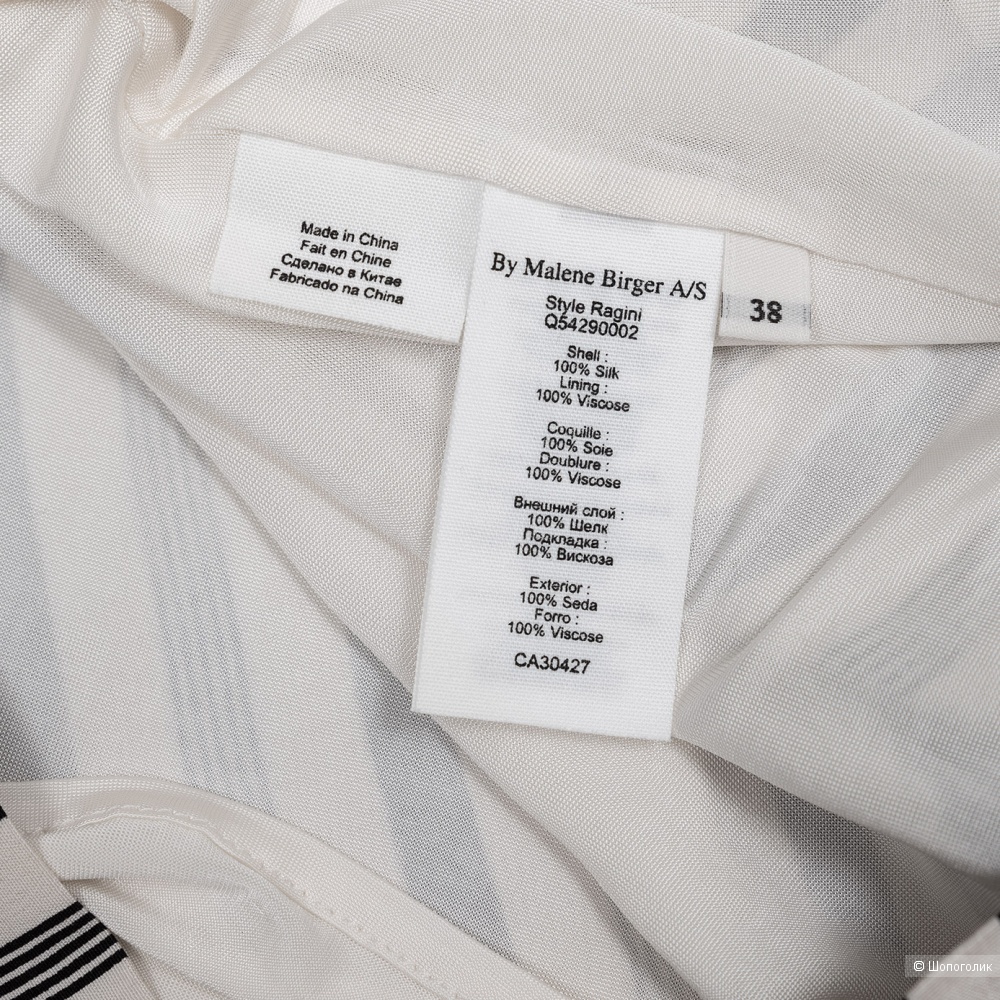 Made in China
Fait en Chine
Сделано в Китае
Fabricado na China
By Malene Birger A/S
Style Ragini
Q54290002
Shell :
100% Silk
Lining :
100% Viscose
Coquille :
100% Soie
Doublure :
100% Viscose
Внешний слой :
100% Шелк
Подкладка :
100% Вискоза
Exterior :
100% Seda
Forro :
100% Viscose
CA30427
38
© Шопоголик